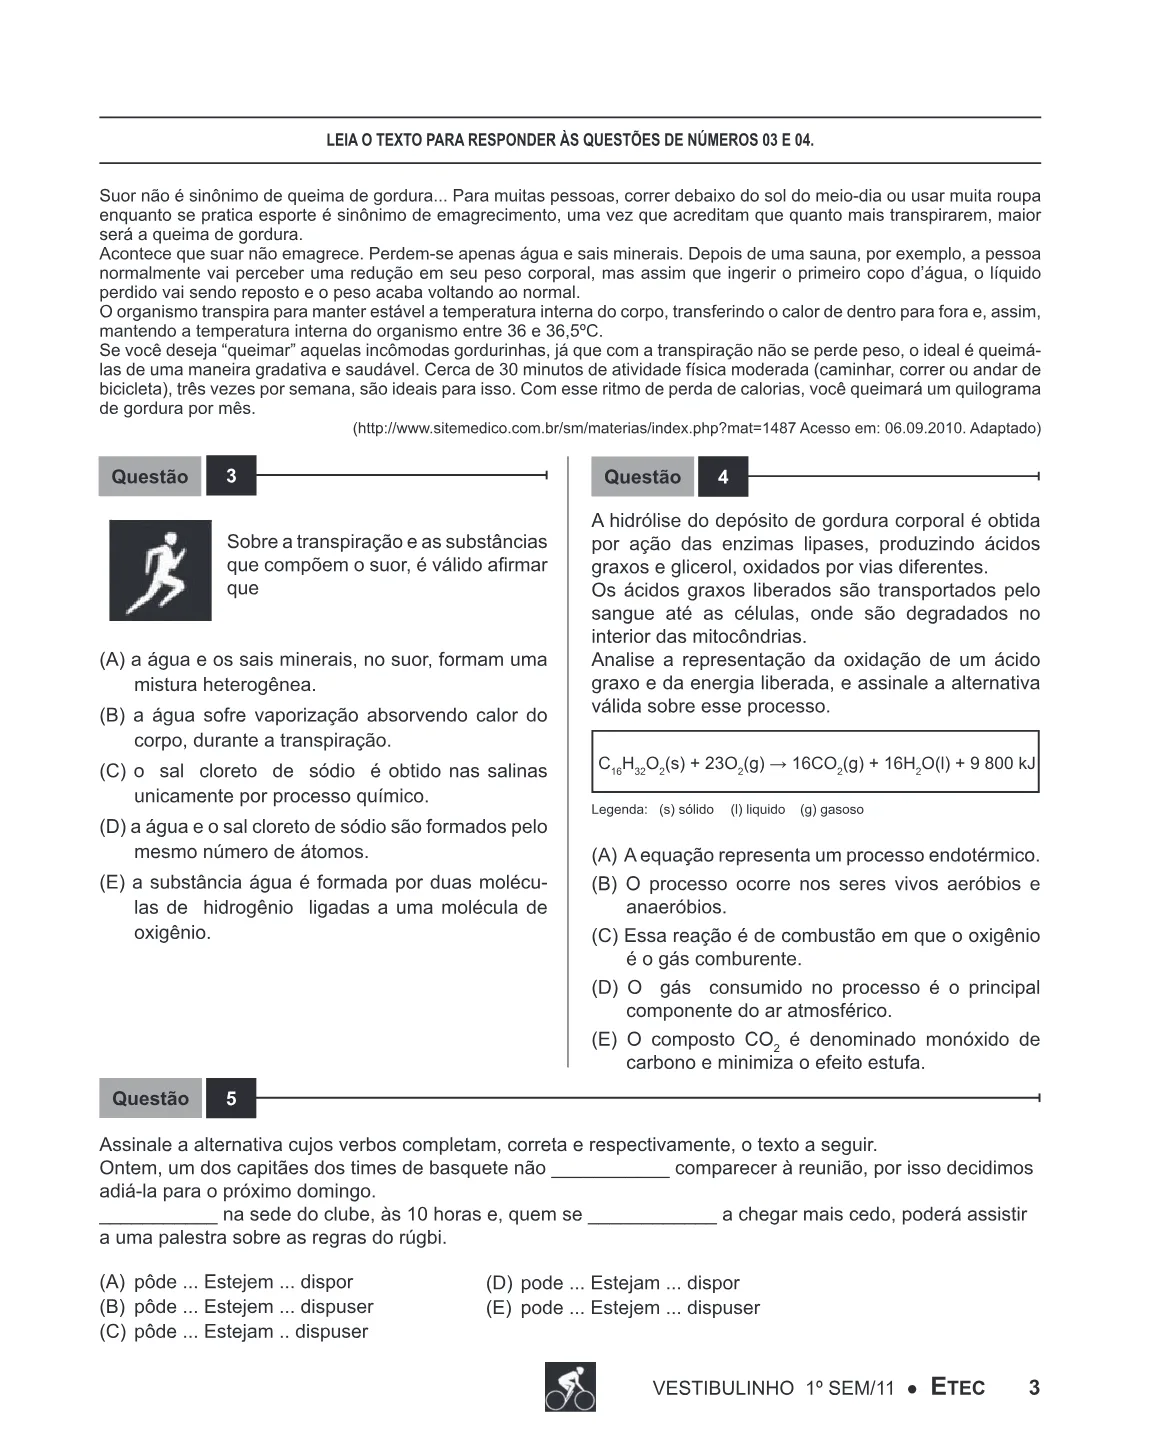 LEIA O TEXTO PARA RESPONDER ÀS QUESTÕES DE NÚMEROS 03 E 04.
Suor não é sinônimo de queima de gordura... Para muitas pessoas, correr debaixo do sol do meio-dia ou usar muita roupa
enquanto se pratica esporte é sinônimo de emagrecimento, uma vez que acreditam que quanto mais transpirarem, maior
será a queima de gordura.
Acontece que suar não emagrece. Perdem-se apenas água e sais minerais. Depois de uma sauna, por exemplo, a pessoa
normalmente vai perceber uma redução em seu peso corporal, mas assim que ingerir o primeiro copo d’água, o líquido
perdido vai sendo reposto e o peso acaba voltando ao normal.
O organismo transpira para manter estável a temperatura interna do corpo, transferindo o calor de dentro para fora e, assim,
mantendo a temperatura interna do organismo entre 36 e 36,5ºC.
Se você deseja “queimar” aquelas incômodas gordurinhas, já que com a transpiração não se perde peso, o ideal é queimá-
las de uma maneira gradativa e saudável. Cerca de 30 minutos de atividade física moderada (caminhar, correr ou andar de
bicicleta), três vezes por semana, são ideais para isso. Com esse ritmo de perda de calorias, você queimará um quilograma
de gordura por mês.
(http://www.sitemedico.com.br/sm/materias/index.php?mat=1487 Acesso em: 06.09.2010. Adaptado)
Questão 3
Sobre a transpiração e as substâncias
que compõem o suor, é válido afirmar
que
(A) a água e os sais minerais, no suor, formam uma
mistura heterogênea.
(B) a água sofre vaporização absorvendo calor do
corpo, durante a transpiração.
(C) o sal cloreto de sódio é obtido nas salinas
unicamente por processo químico.
(D) a água e o sal cloreto de sódio são formados pelo
mesmo número de átomos.
(E) a substância água é formada por duas molécu-
las de hidrogênio ligadas a uma molécula de
oxigênio.
Questão 4
A hidrólise do depósito de gordura corporal é obtida
por ação das enzimas lipases, produzindo ácidos
graxos e glicerol, oxidados por vias diferentes.
Os ácidos graxos liberados são transportados pelo
sangue até as células, onde são degradados no
interior das mitocôndrias.
Analise a representação da oxidação de um ácido
graxo e da energia liberada, e assinale a alternativa
válida sobre esse processo.
C₁₆H₃₂O₂(s) + 23O₂(g) → 16CO₂(g) + 16H₂O(l) + 9 800 kJ
Legenda: (s) sólido (l) liquido (g) gasoso
(A) A equação representa um processo endotérmico.
(B) O processo ocorre nos seres vivos aeróbios e
anaeróbios.
(C) Essa reação é de combustão em que o oxigênio
é o gás comburente.
(D) O gás consumido no processo é o principal
componente do ar atmosférico.
(E) O composto CO₂ é denominado monóxido de
carbono e minimiza o efeito estufa.
Questão 5
Assinale a alternativa cujos verbos completam, correta e respectivamente, o texto a seguir.
Ontem, um dos capitães dos times de basquete não ___________ comparecer à reunião, por isso decidimos
adiá-la para o próximo domingo.
___________ na sede do clube, às 10 horas e, quem se ____________ a chegar mais cedo, poderá assistir
a uma palestra sobre as regras do rúgbi.
(A) pôde ... Estejem ... dispor
(B) pôde ... Estejem ... dispuser
(C) pôde ... Estejam .. dispuser
(D) pode ... Estejam ... dispor
(E) pode ... Estejem ... dispuser
VESTIBULINHO 1º SEM/11 • ETEC 3